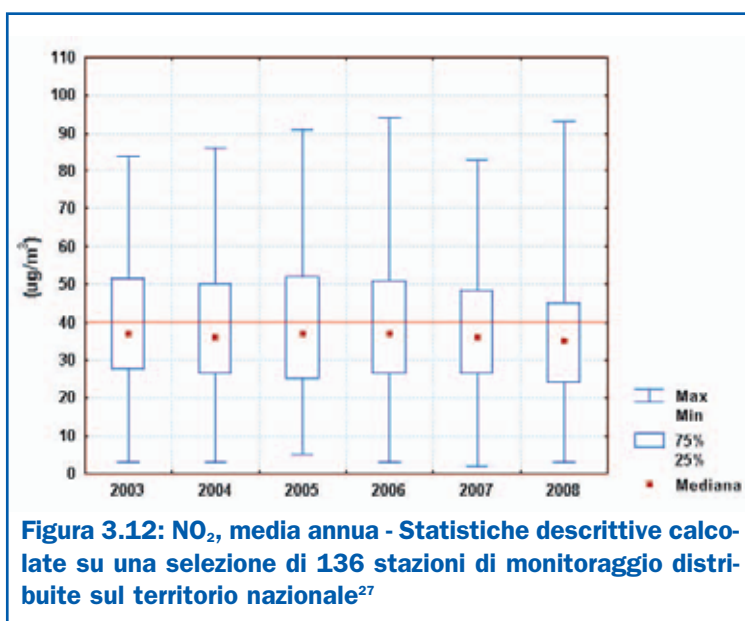 110
100
90
80
70
60
50
40
30
20
10
0
(ug/m³)
2003 2004 2005 2006 2007 2008
Max
Min
75%
25%
Mediana
Figura 3.12: NO₂, media annua - Statistiche descrittive calco-
late su una selezione di 136 stazioni di monitoraggio distri-
buite sul territorio nazionale²⁷